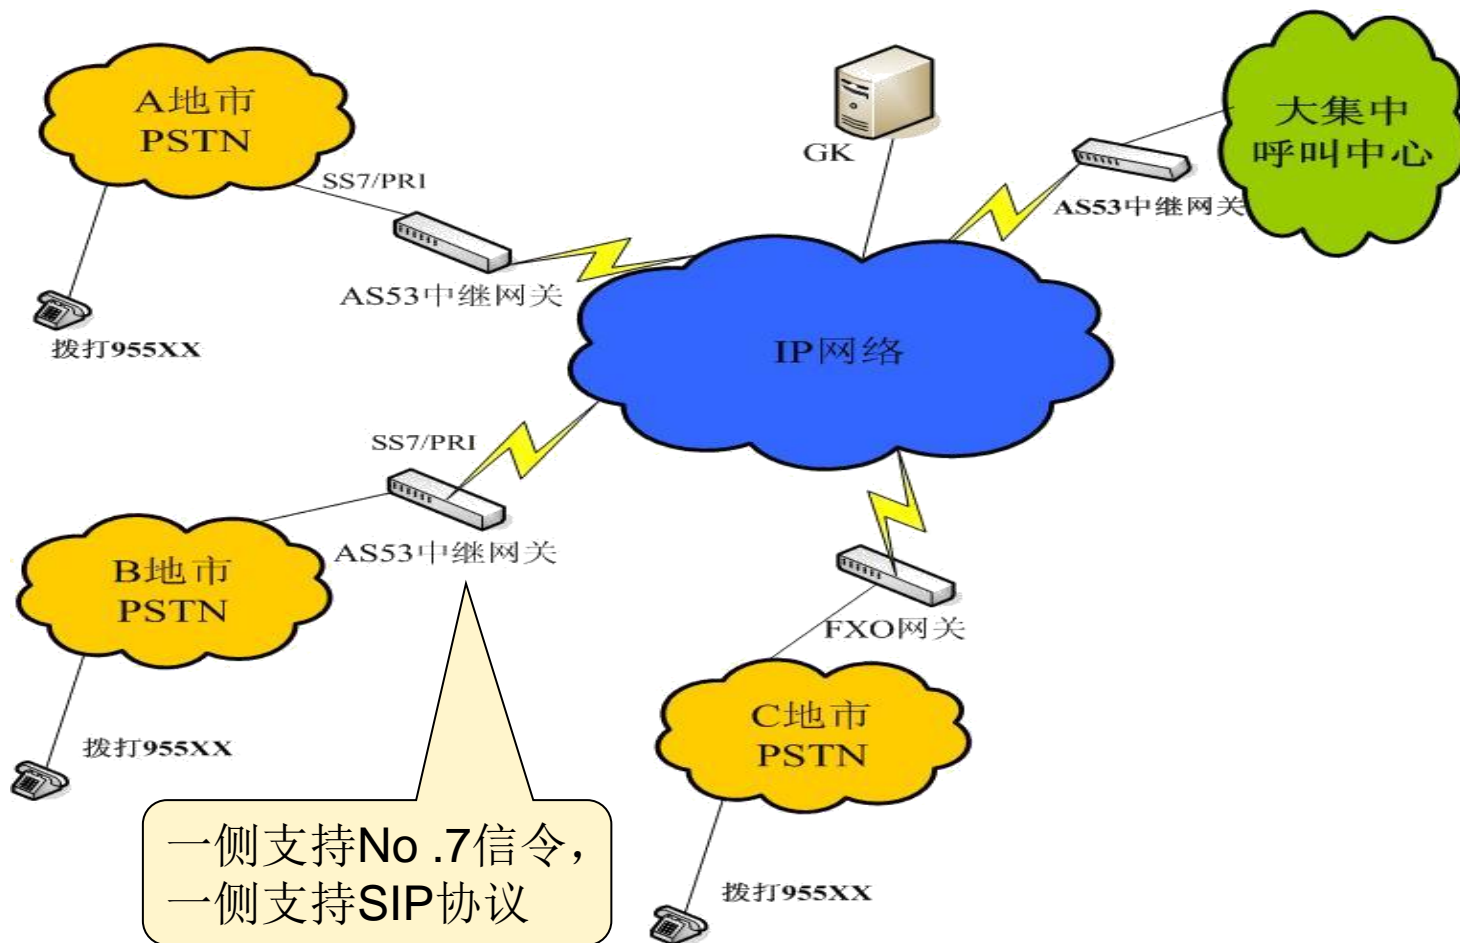 A地市
PSTN
SS7/PRI
AS53中继网关
拨打955XX
GK
大集中
呼叫中心
AS53中继网关
IP网络
SS7/PRI
AS53中继网关
B地市
PSTN
拨打955XX
FXO网关
C地市
PSTN
拨打955XX
一侧支持No .7信令，
一侧支持SIP协议